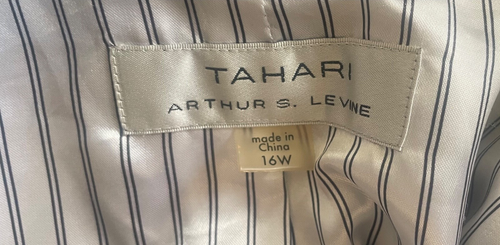 TAHARI
ARTHUR S. LEVINE
made in
China
16W